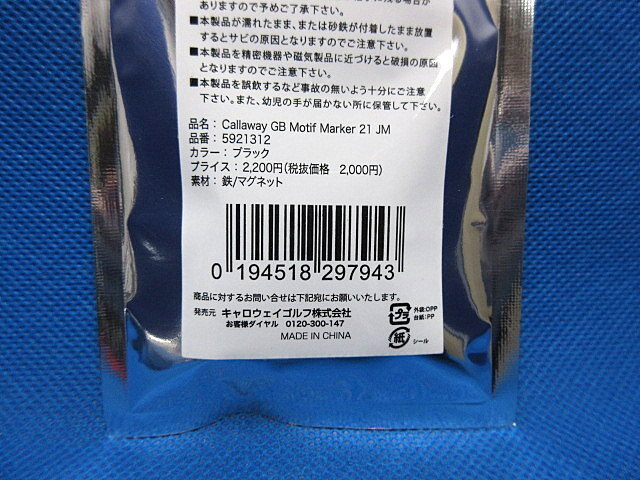 ありますので予めご了承下さい。
■本製品が濡れたまま、または砂鉄が付着したまま放置
するとサビの原因となりますのでご注意下さい。
■本製品を精密機器や磁気製品に近づけると破損の原因
となりますのでご注意下さい。
■本製品を誤飲するなど事故の無いよう十分にご注意
下さい。また、幼児の手が届かない所に保管して下さい。
品名：Callaway GB Motif Marker 21 JM
品番：5921312
カラー：ブラック
プライス：2,200円（税抜価格 2,000円）
素材：鉄/マグネット
0 194518 297943
商品に対するお問い合せは下記宛にお願いいたします。
発売元 キャロウェイゴルフ株式会社
お客様ダイヤル 0120-300-147
MADE IN CHINA
プラ 外袋:OPP
台紙:PP
紙 シール